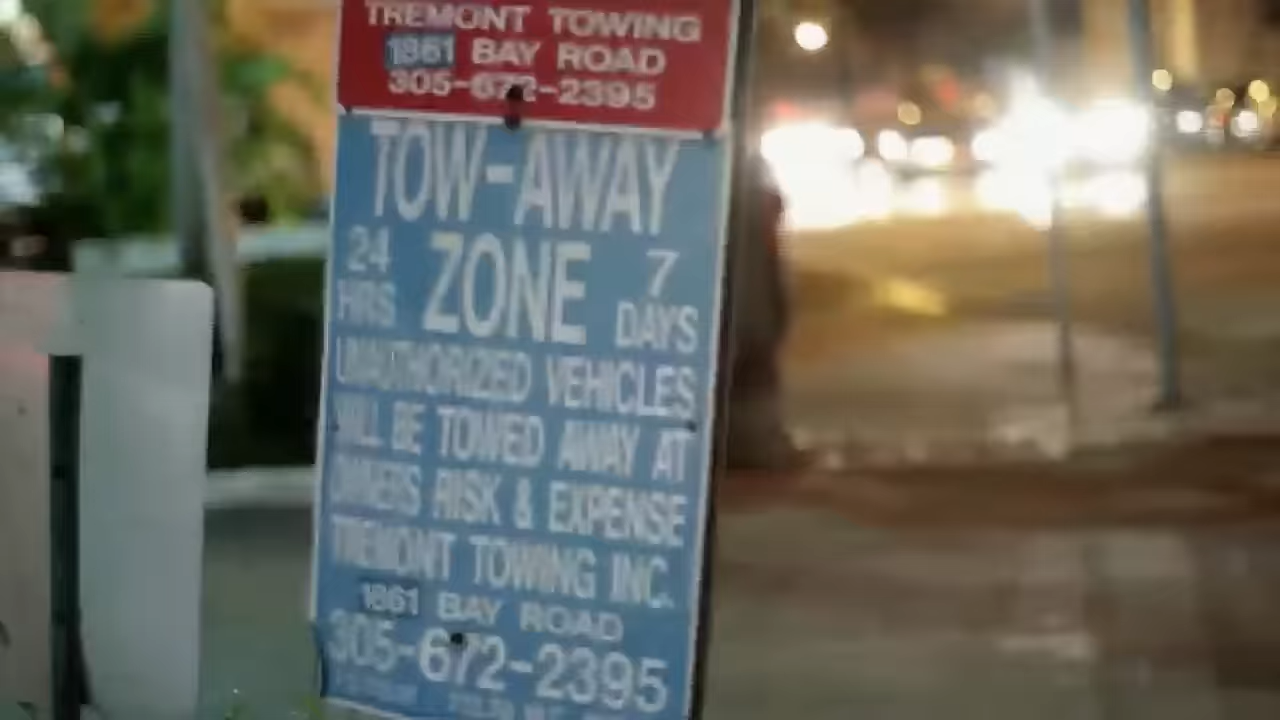 TREMONT TOWING
1861 BAY ROAD
305-672-2395
TOW-AWAY
24 HRS ZONE 7 DAYS
UNAUTHORIZED VEHICLES
WILL BE TOWED AWAY AT
OWNERS RISK & EXPENSE
TREMONT TOWING INC.
1861 BAY ROAD
305-672-2395